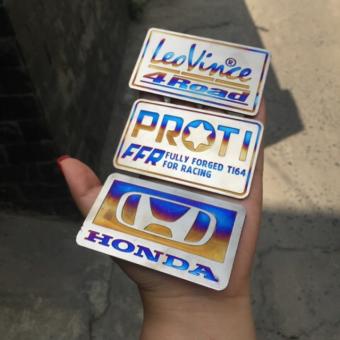 LeoVince®
4Road
PROTI
FFR FULLY FORGED TI64
FOR RACING
HONDA